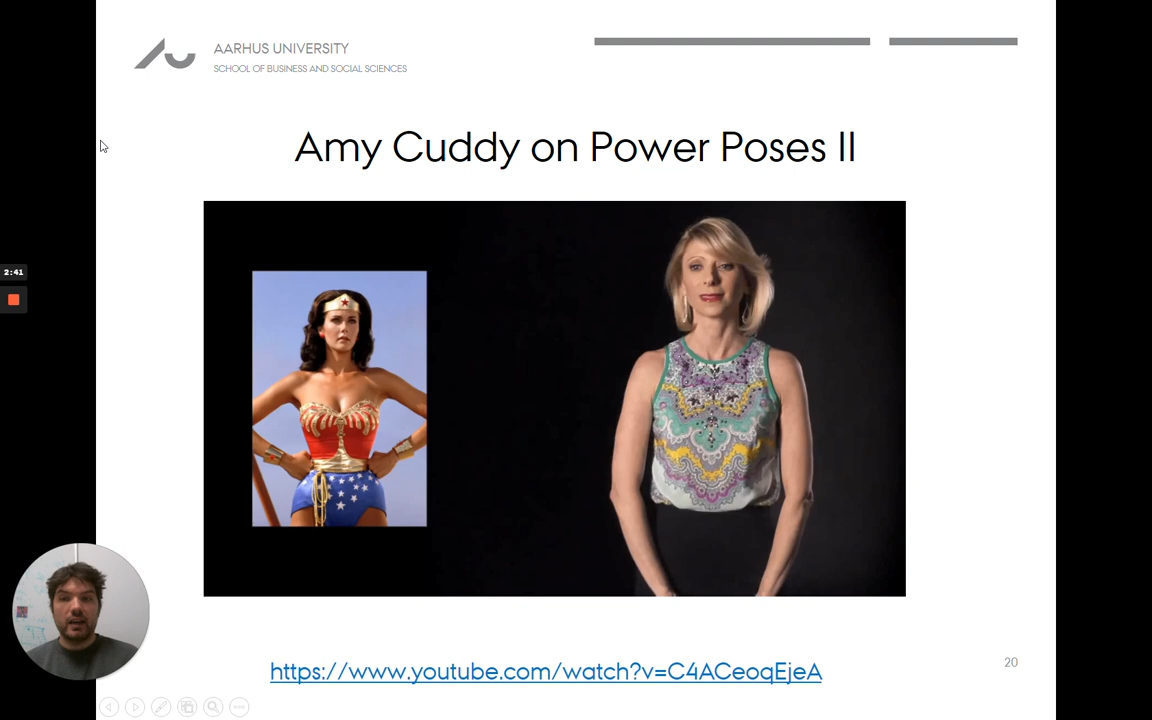 AARHUS UNIVERSITY
SCHOOL OF BUSINESS AND SOCIAL SCIENCES
Amy Cuddy on Power Poses II
2:41
https://www.youtube.com/watch?v=C4ACeoqEjeA
20